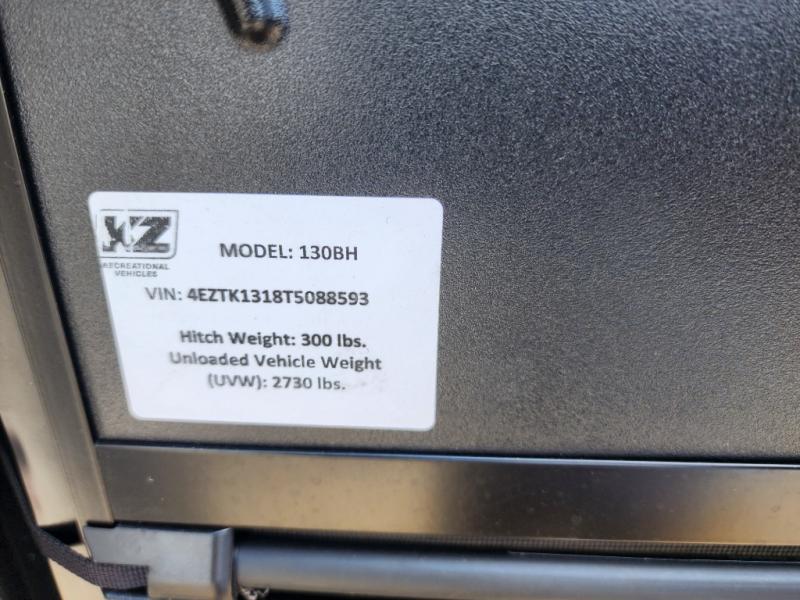 KZ
RECREATIONAL
VEHICLES
MODEL: 130BH
VIN: 4EZTK1318T5088593
Hitch Weight: 300 lbs.
Unloaded Vehicle Weight
(UVW): 2730 lbs.